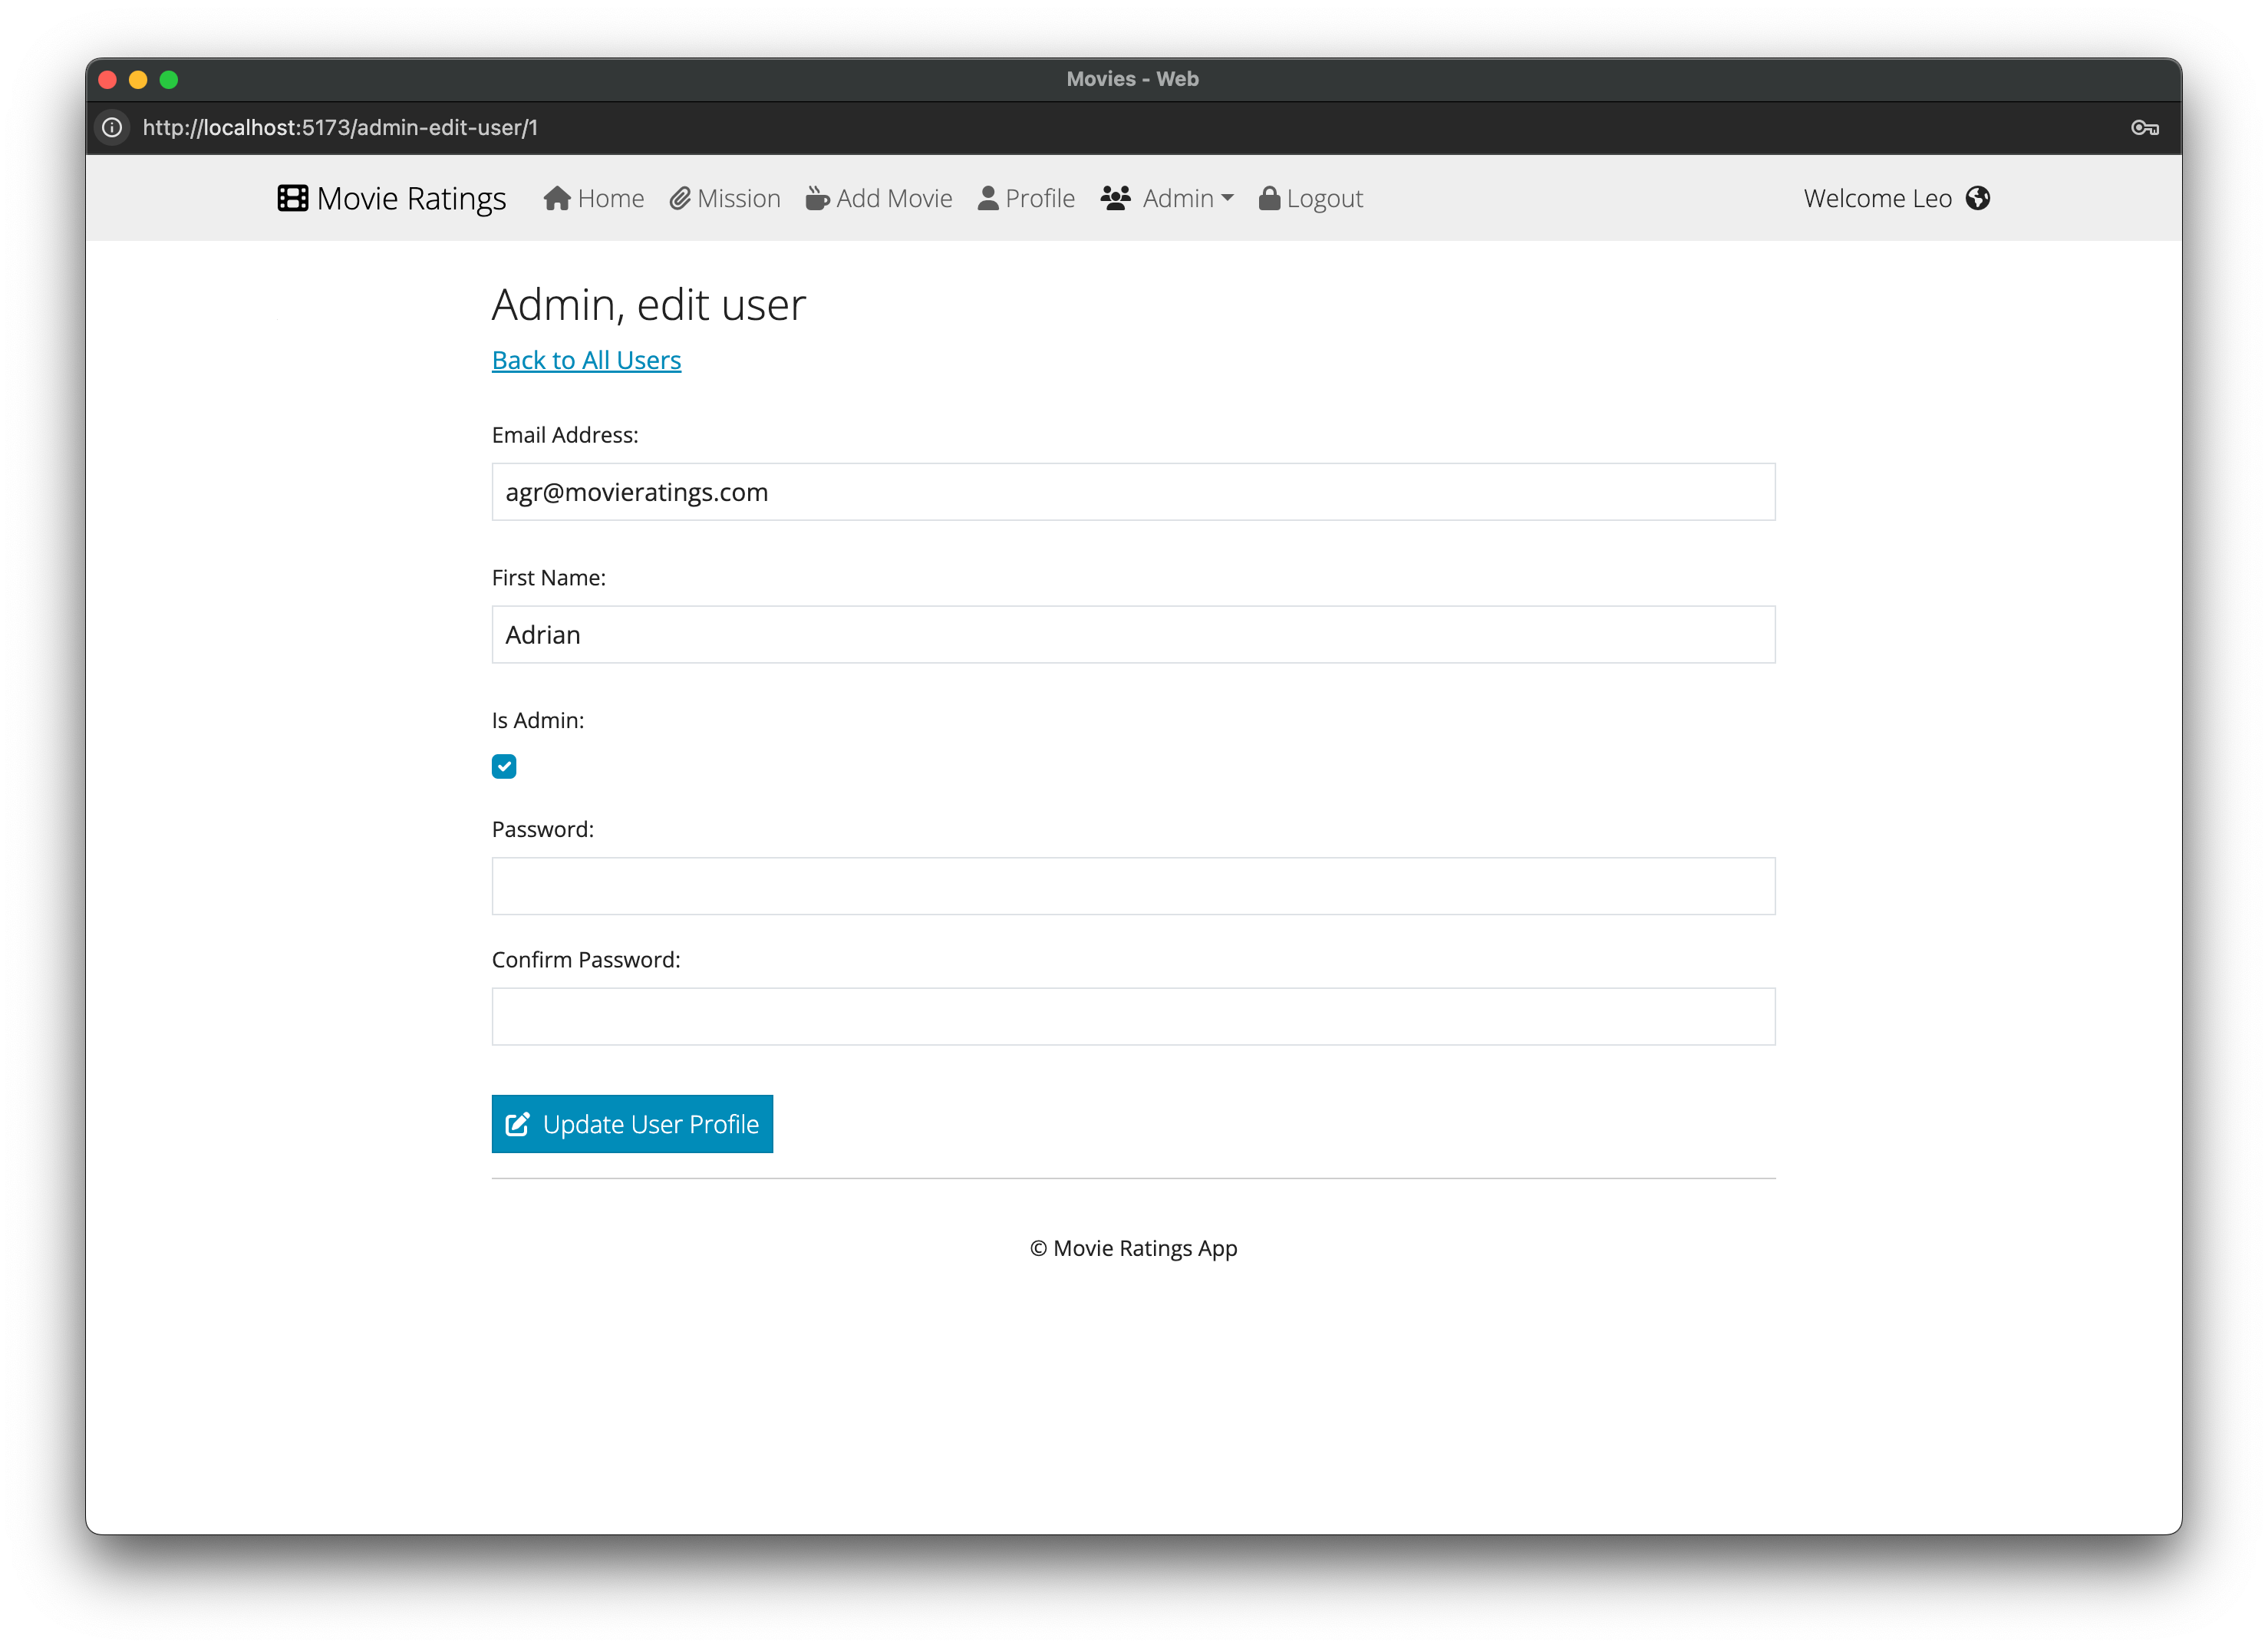 Movies - Web
http://localhost:5173/admin-edit-user/1
Movie Ratings Home Mission Add Movie Profile Admin Logout Welcome Leo
Admin, edit user
Back to All Users
Email Address:
agr@movieratings.com
First Name:
Adrian
Is Admin:
Password:
Confirm Password:
Update User Profile
© Movie Ratings App